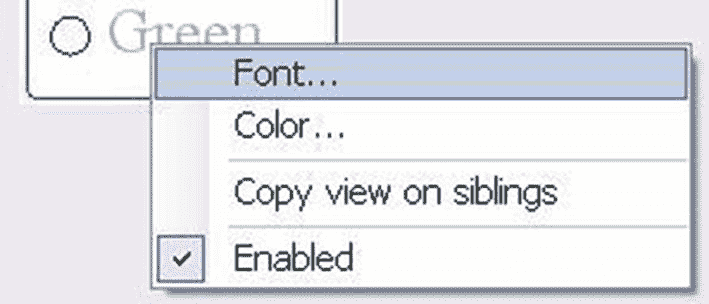 Green
Font...
Color...
Copy view on siblings
Enabled